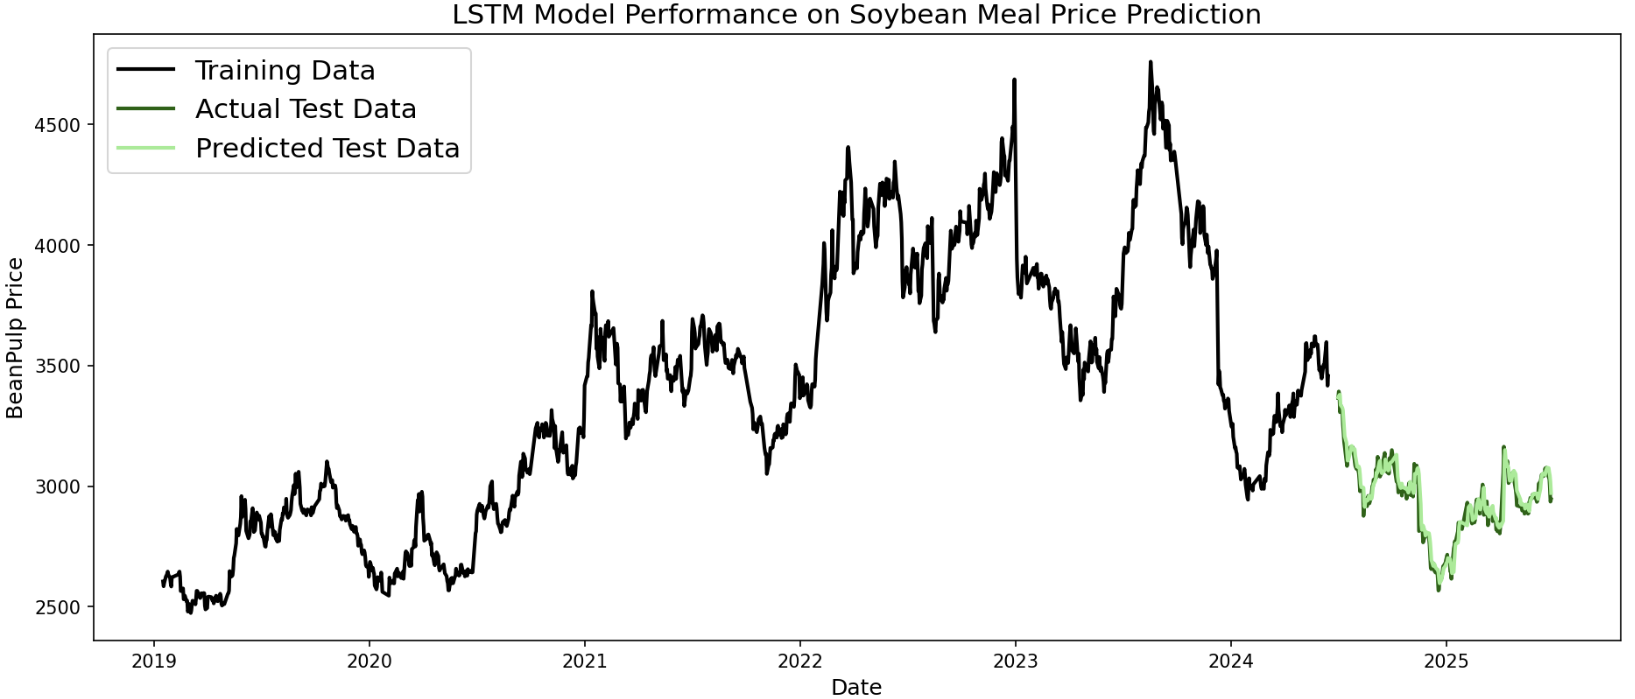 LSTM Model Performance on Soybean Meal Price Prediction
Training Data
Actual Test Data
Predicted Test Data
BeanPulp Price
4500
4000
3500
3000
2500
2019 2020 2021 2022 2023 2024 2025
Date